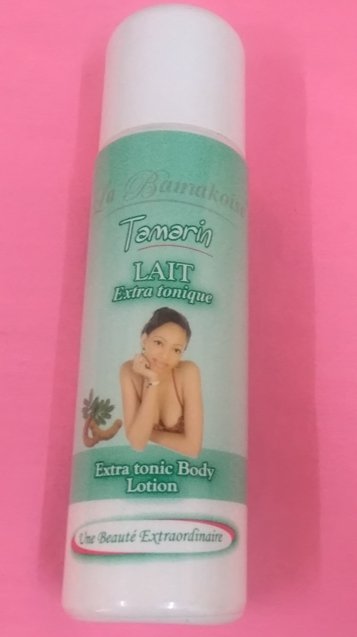 La Bamakoise
Tamarin
LAIT
Extra tonique
Extra tonic Body
Lotion
Une Beauté Extraordinaire